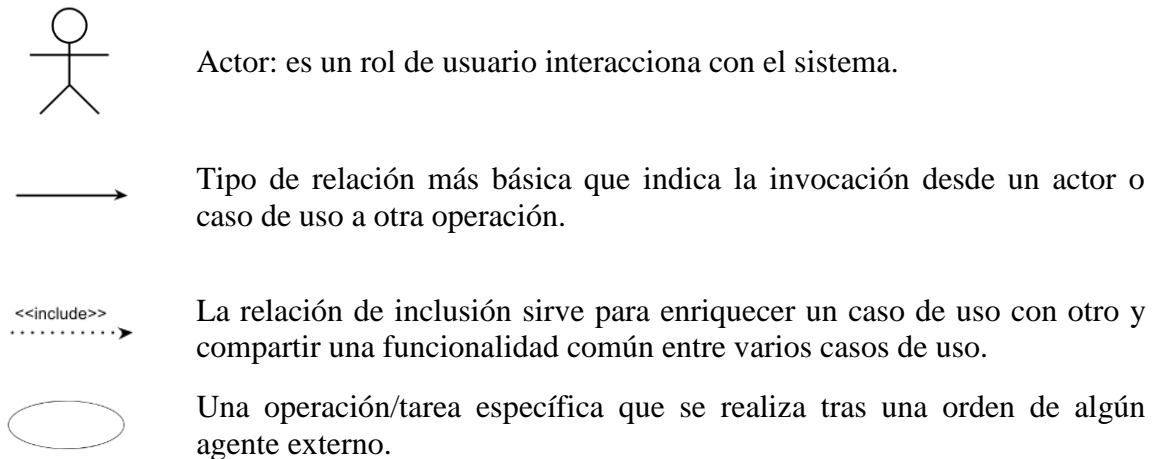 Actor: es un rol de usuario interacciona con el sistema.
Tipo de relación más básica que indica la invocación desde un actor o
caso de uso a otra operación.
<<include>>
La relación de inclusión sirve para enriquecer un caso de uso con otro y
compartir una funcionalidad común entre varios casos de uso.
Una operación/tarea específica que se realiza tras una orden de algún
agente externo.